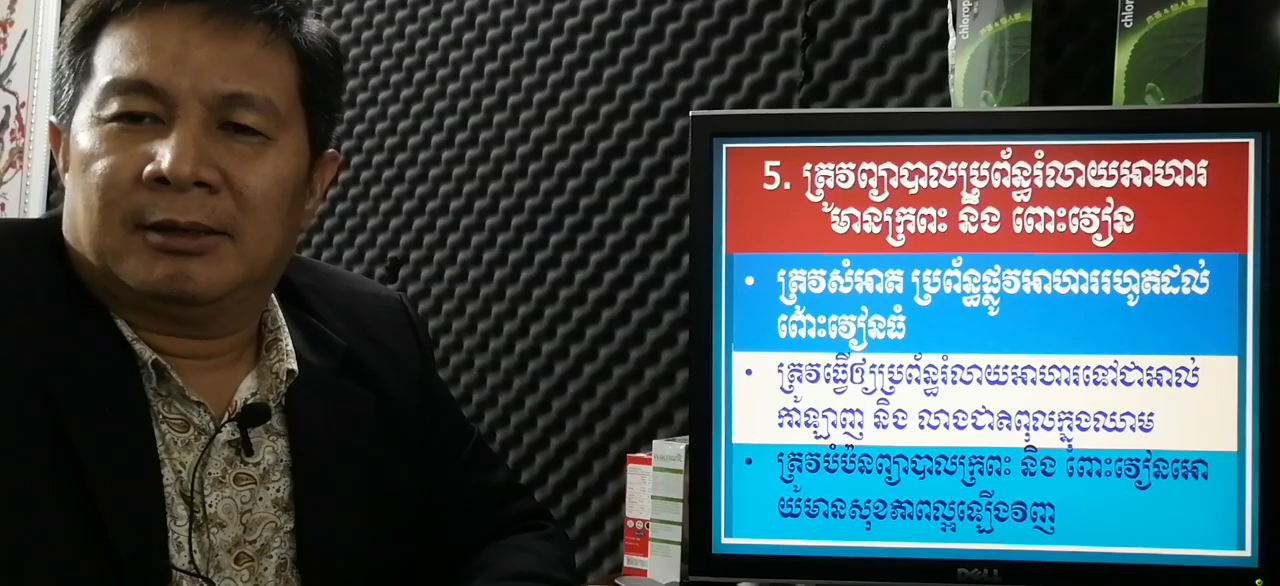 chlorop
chlorop
5. ត្រូវព្យាបាលប្រព័ន្ធរំលាយអាហារ
មានក្រពះ និង ពោះវៀន
• ត្រូវសំអាត ប្រព័ន្ធផ្លូវអាហាររហូតដល់
ពោះវៀនធំ
• ត្រូវធ្វើឲ្យប្រព័ន្ធរំលាយអាហារទៅជាអាល់
កាឡាញ និង លាងជាតិពុលក្នុងឈាម
• ត្រូវបំប៉នព្យាបាលក្រពះ និង ពោះវៀនអោ
យមានសុខភាពល្អឡើងវិញ
DELL